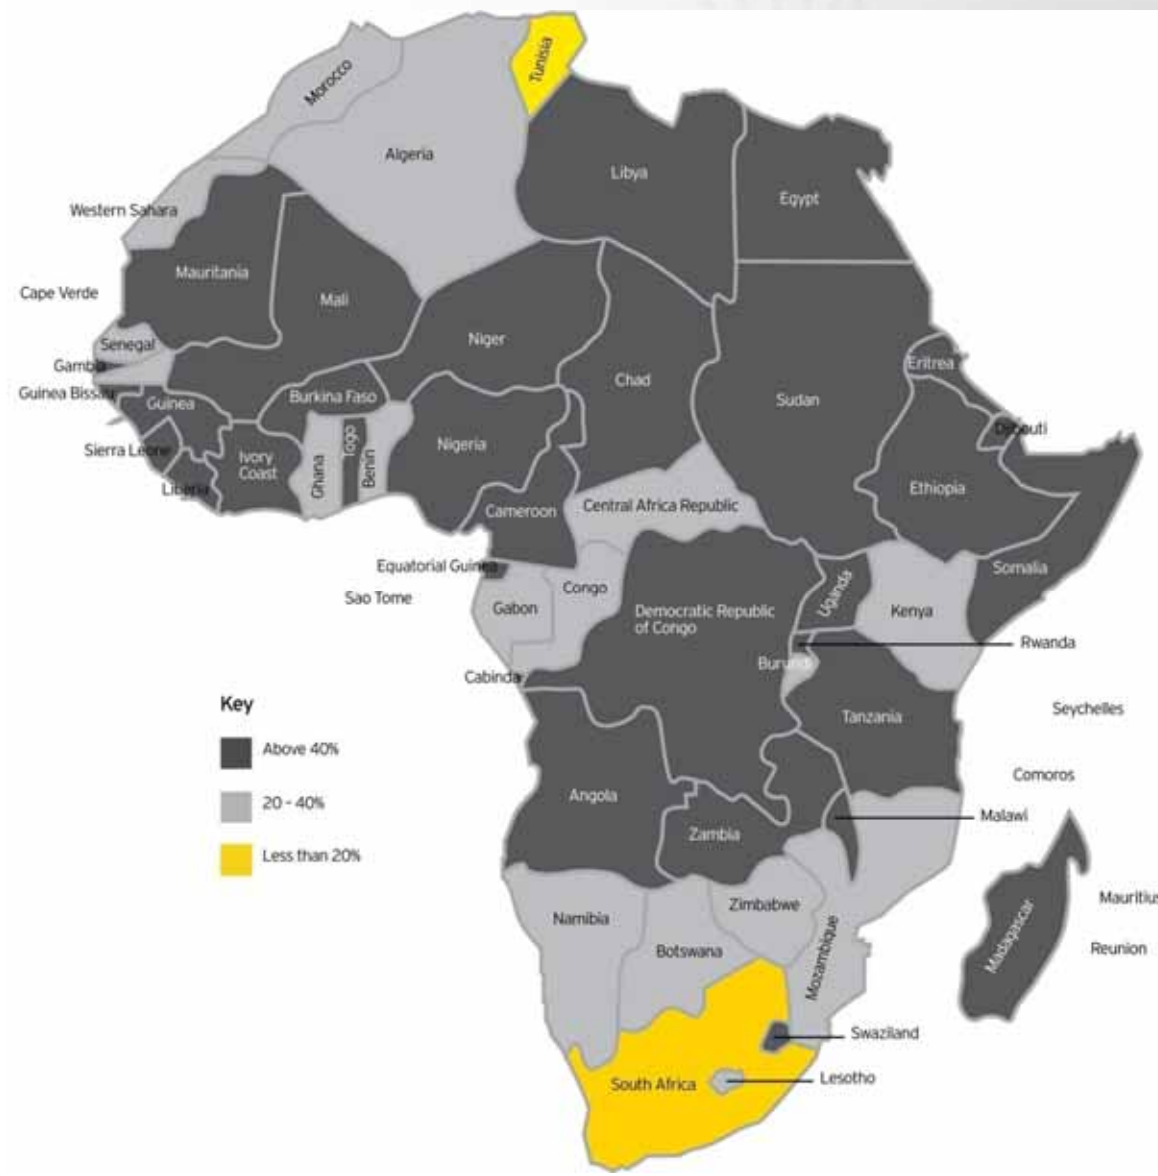 Tunisia
Morocco
Algeria
Libya
Egypt
Western Sahara
Mauritania
Mali
Cape Verde
Niger
Senegal
Chad
Eritrea
Gambia
Guinea Bissau
Guinea
Burkina Faso
Sudan
Djibouti
Sierra Leone
Ivory
Coast
Ghana
Togo
Benin
Nigeria
Liberia
Ethiopia
Central Africa Republic
Cameroon
Equatorial Guinea
Somalia
Sao Tome
Gabon
Congo
Democratic Republic
of Congo
Uganda
Kenya
Rwanda
Burundi
Cabinda
Key
Seychelles
Tanzania
Above 40%
Comoros
20 - 40%
Angola
Malawi
Zambia
Less than 20%
Mauritius
Zimbabwe
Namibia
Madagascar
Botswana
Mozambique
Reunion
Swaziland
South Africa
Lesotho